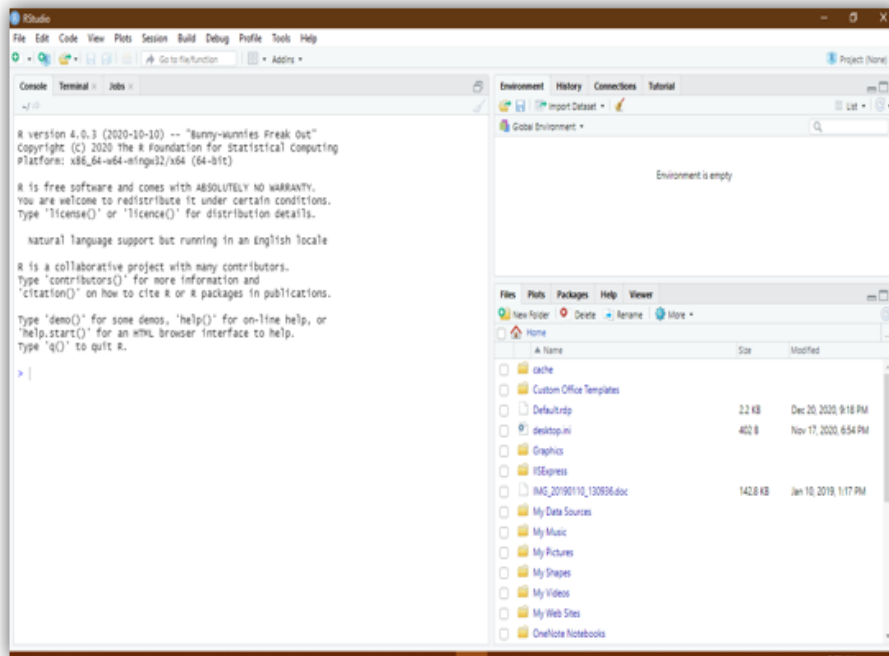 RStudio
File Edit Code View Plots Session Build Debug Profile Tools Help
Go to file/function Addins Project: (None)
Console Terminal Jobs
~/
R version 4.0.3 (2020-10-10) -- "Bunny-Wunnies Freak Out"
Copyright (C) 2020 The R Foundation for Statistical Computing
Platform: x86_64-w64-mingw32/x64 (64-bit)
R is free software and comes with ABSOLUTELY NO WARRANTY.
You are welcome to redistribute it under certain conditions.
Type 'license()' or 'licence()' for distribution details.
Natural language support but running in an English locale
R is a collaborative project with many contributors.
Type 'contributors()' for more information and
'citation()' on how to cite R or R packages in publications.
Type 'demo()' for some demos, 'help()' for on-line help, or
'help.start()' for an HTML browser interface to help.
Type 'q()' to quit R.
>
Environment History Connections Tutorial
Import Dataset List
Global Environment
Environment is empty
Files Plots Packages Help Viewer
New Folder Delete Rename More
Home
Name Size Modified
cache
Custom Office Templates
Default.rdp 2.2 KB Dec 20, 2020, 9:18 PM
desktop.ini 402 B Nov 17, 2020, 6:54 PM
Graphics
IISExpress
IMG_20190110_130936.doc 142.8 KB Jan 10, 2019, 1:17 PM
My Data Sources
My Music
My Pictures
My Shapes
My Videos
My Web Sites
OneNote Notebooks